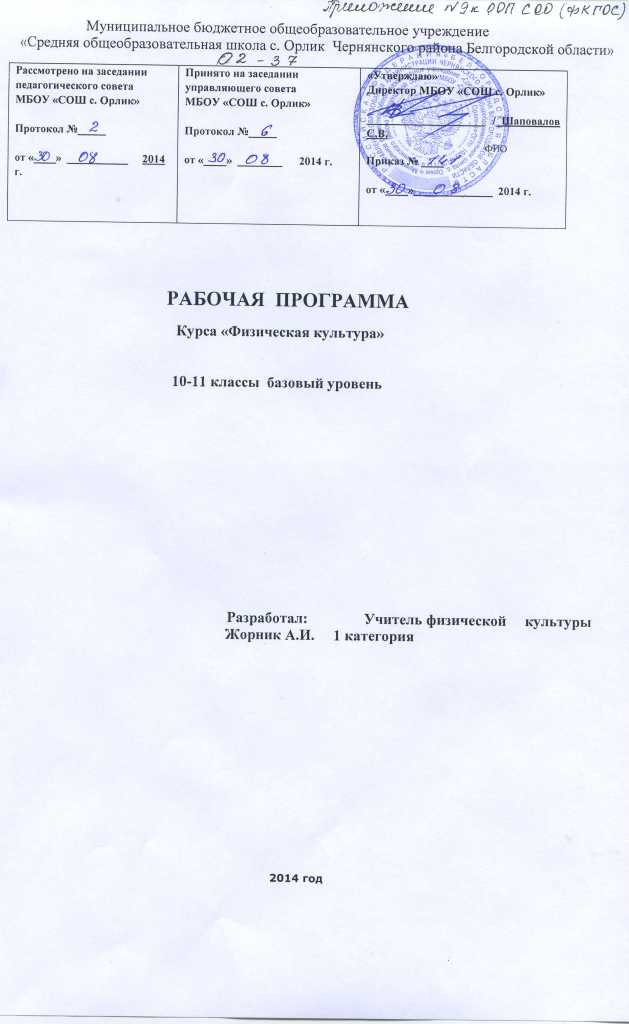 Приложение №9 к ООП СОО (ФКГОС)
Муниципальное бюджетное общеобразовательное учреждение
«Средняя общеобразовательная школа с. Орлик Чернянского района Белгородской области»
02-37
Рассмотрено на заседании
педагогического совета
МБОУ «СОШ с. Орлик»
Протокол № 2
от «30» 08 2014
г.
Принято на заседании
управляющего совета
МБОУ «СОШ с. Орлик»
Протокол № 6
от «30» 08 2014 г.
«Утверждаю»
Директор МБОУ «СОШ с. Орлик»
/ Шаповалов
С.В.
ФИО
Приказ №
от «30» 08 2014 г.
РАБОЧАЯ ПРОГРАММА
Курса «Физическая культура»
10-11 классы базовый уровень
Разработал: Учитель физической культуры
Жорник А.И. 1 категория
2014 год